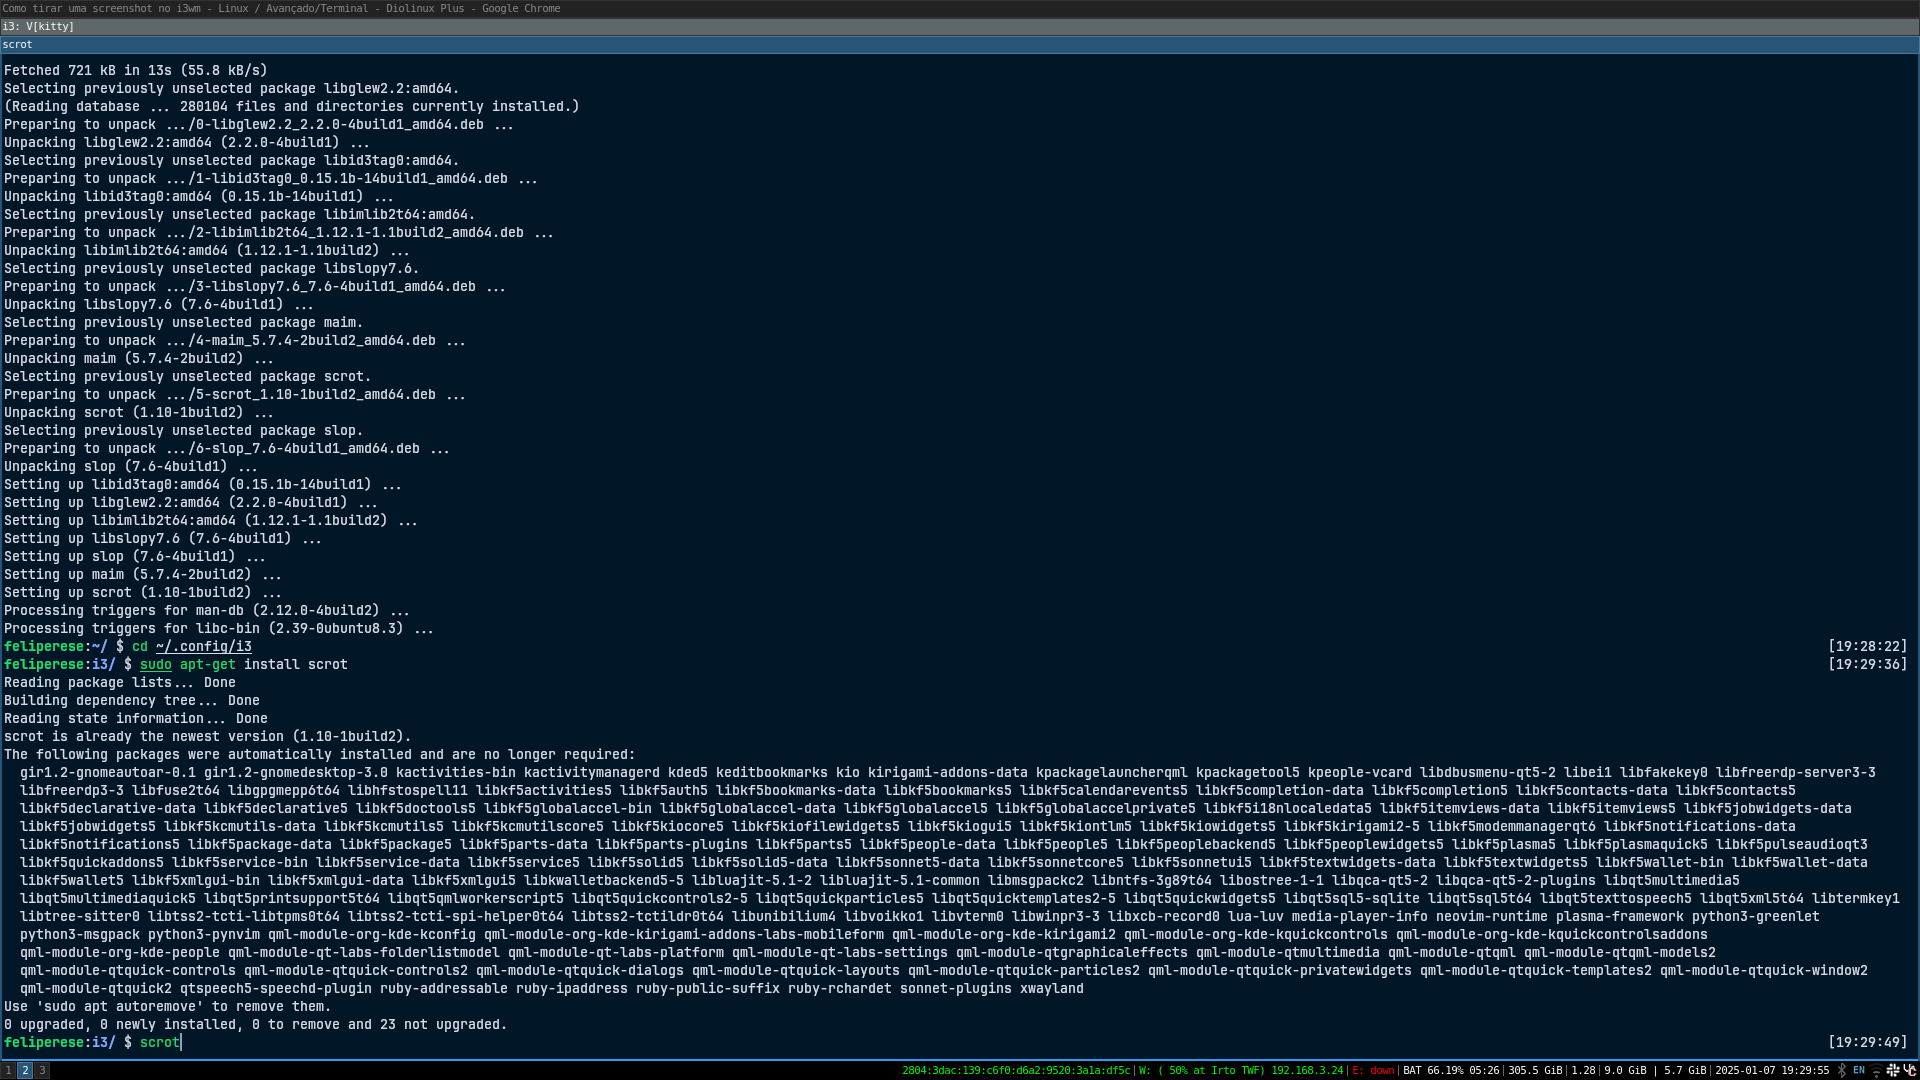 Como tirar uma screenshot no i3wm - Linux / Avançado/Terminal - Diolinux Plus - Google Chrome
i3: V[kitty]
scrot
Fetched 721 kB in 13s (55.8 kB/s)
Selecting previously unselected package libglew2.2:amd64.
(Reading database ... 280104 files and directories currently installed.)
Preparing to unpack .../0-libglew2.2_2.2.0-4build1_amd64.deb ...
Unpacking libglew2.2:amd64 (2.2.0-4build1) ...
Selecting previously unselected package libid3tag0:amd64.
Preparing to unpack .../1-libid3tag0_0.15.1b-14build1_amd64.deb ...
Unpacking libid3tag0:amd64 (0.15.1b-14build1) ...
Selecting previously unselected package libimlib2t64:amd64.
Preparing to unpack .../2-libimlib2t64_1.12.1-1.1build2_amd64.deb ...
Unpacking libimlib2t64:amd64 (1.12.1-1.1build2) ...
Selecting previously unselected package libslopy7.6.
Preparing to unpack .../3-libslopy7.6_7.6-4build1_amd64.deb ...
Unpacking libslopy7.6 (7.6-4build1) ...
Selecting previously unselected package maim.
Preparing to unpack .../4-maim_5.7.4-2build2_amd64.deb ...
Unpacking maim (5.7.4-2build2) ...
Selecting previously unselected package scrot.
Preparing to unpack .../5-scrot_1.10-1build2_amd64.deb ...
Unpacking scrot (1.10-1build2) ...
Selecting previously unselected package slop.
Preparing to unpack .../6-slop_7.6-4build1_amd64.deb ...
Unpacking slop (7.6-4build1) ...
Setting up libid3tag0:amd64 (0.15.1b-14build1) ...
Setting up libglew2.2:amd64 (2.2.0-4build1) ...
Setting up libimlib2t64:amd64 (1.12.1-1.1build2) ...
Setting up libslopy7.6 (7.6-4build1) ...
Setting up slop (7.6-4build1) ...
Setting up maim (5.7.4-2build2) ...
Setting up scrot (1.10-1build2) ...
Processing triggers for man-db (2.12.0-4build2) ...
Processing triggers for libc-bin (2.39-0ubuntu8.3) ...
feliperese:~/ $ cd ~/.config/i3 [19:28:22]
feliperese:i3/ $ sudo apt-get install scrot [19:29:36]
Reading package lists... Done
Building dependency tree... Done
Reading state information... Done
scrot is already the newest version (1.10-1build2).
The following packages were automatically installed and are no longer required:
gir1.2-gnomeautoar-0.1 gir1.2-gnomedesktop-3.0 kactivities-bin kactivitymanagerd kded5 keditbookmarks kio kirigami-addons-data kpackagelauncherqml kpackagetool5 kpeople-vcard libdbusmenu-qt5-2 libei1 libfakekey0 libfreerdp-server3-3
libfreerdp3-3 libfuse2t64 libgpgmepp6t64 libhfstospell11 libkf5activities5 libkf5auth5 libkf5bookmarks-data libkf5bookmarks5 libkf5calendarevents5 libkf5completion-data libkf5completion5 libkf5contacts-data libkf5contacts5
libkf5declarative-data libkf5declarative5 libkf5doctools5 libkf5globalaccel-bin libkf5globalaccel-data libkf5globalaccel5 libkf5globalaccelprivate5 libkf5i18nlocaledata5 libkf5itemviews-data libkf5itemviews5 libkf5jobwidgets-data
libkf5jobwidgets5 libkf5kcmutils-data libkf5kcmutils5 libkf5kcmutilscore5 libkf5kiocore5 libkf5kiofilewidgets5 libkf5kiogui5 libkf5kiontlm5 libkf5kiowidgets5 libkf5kirigami2-5 libkf5modemmanagerqt6 libkf5notifications-data
libkf5notifications5 libkf5package-data libkf5package5 libkf5parts-data libkf5parts-plugins libkf5parts5 libkf5people-data libkf5people5 libkf5peoplebackend5 libkf5peoplewidgets5 libkf5plasma5 libkf5plasmaquick5 libkf5pulseaudioqt3
libkf5quickaddons5 libkf5service-bin libkf5service-data libkf5service5 libkf5solid5 libkf5solid5-data libkf5sonnet5-data libkf5sonnetcore5 libkf5sonnetui5 libkf5textwidgets-data libkf5textwidgets5 libkf5wallet-bin libkf5wallet-data
libkf5wallet5 libkf5xmlgui-bin libkf5xmlgui-data libkf5xmlgui5 libkwalletbackend5-5 libluajit-5.1-2 libluajit-5.1-common libmsgpackc2 libntfs-3g89t64 libostree-1-1 libqca-qt5-2 libqca-qt5-2-plugins libqt5multimedia5
libqt5multimediaquick5 libqt5printsupport5t64 libqt5qmlworkerscript5 libqt5quickcontrols2-5 libqt5quickparticles5 libqt5quicktemplates2-5 libqt5quickwidgets5 libqt5sql5-sqlite libqt5sql5t64 libqt5texttospeech5 libqt5xml5t64 libtermkey1
libtree-sitter0 libtss2-tcti-libtpms0t64 libtss2-tcti-spi-helper0t64 libtss2-tctildr0t64 libunibilium4 libvoikko1 libvterm0 libwinpr3-3 libxcb-record0 lua-luv media-player-info neovim-runtime plasma-framework python3-greenlet
python3-msgpack python3-pynvim qml-module-org-kde-kconfig qml-module-org-kde-kirigami-addons-labs-mobileform qml-module-org-kde-kirigami2 qml-module-org-kde-kquickcontrols qml-module-org-kde-kquickcontrolsaddons
qml-module-org-kde-people qml-module-qt-labs-folderlistmodel qml-module-qt-labs-platform qml-module-qt-labs-settings qml-module-qtgraphicaleffects qml-module-qtmultimedia qml-module-qtqml qml-module-qtqml-models2
qml-module-qtquick-controls qml-module-qtquick-controls2 qml-module-qtquick-dialogs qml-module-qtquick-layouts qml-module-qtquick-particles2 qml-module-qtquick-privatewidgets qml-module-qtquick-templates2 qml-module-qtquick-window2
qml-module-qtquick2 qtspeech5-speechd-plugin ruby-addressable ruby-ipaddress ruby-public-suffix ruby-rchardet sonnet-plugins xwayland
Use 'sudo apt autoremove' to remove them.
0 upgraded, 0 newly installed, 0 to remove and 23 not upgraded.
feliperese:i3/ $ scrot [19:29:49]
1 2 3 2804:3dac:139:c6f0:d6a2:9520:3a1a:df5c|W: ( 50% at Irto TWF) 192.168.3.24|E: down|BAT 66.19% 05:26|305.5 GiB|1.28|9.0 GiB | 5.7 GiB|2025-01-07 19:29:55 EN